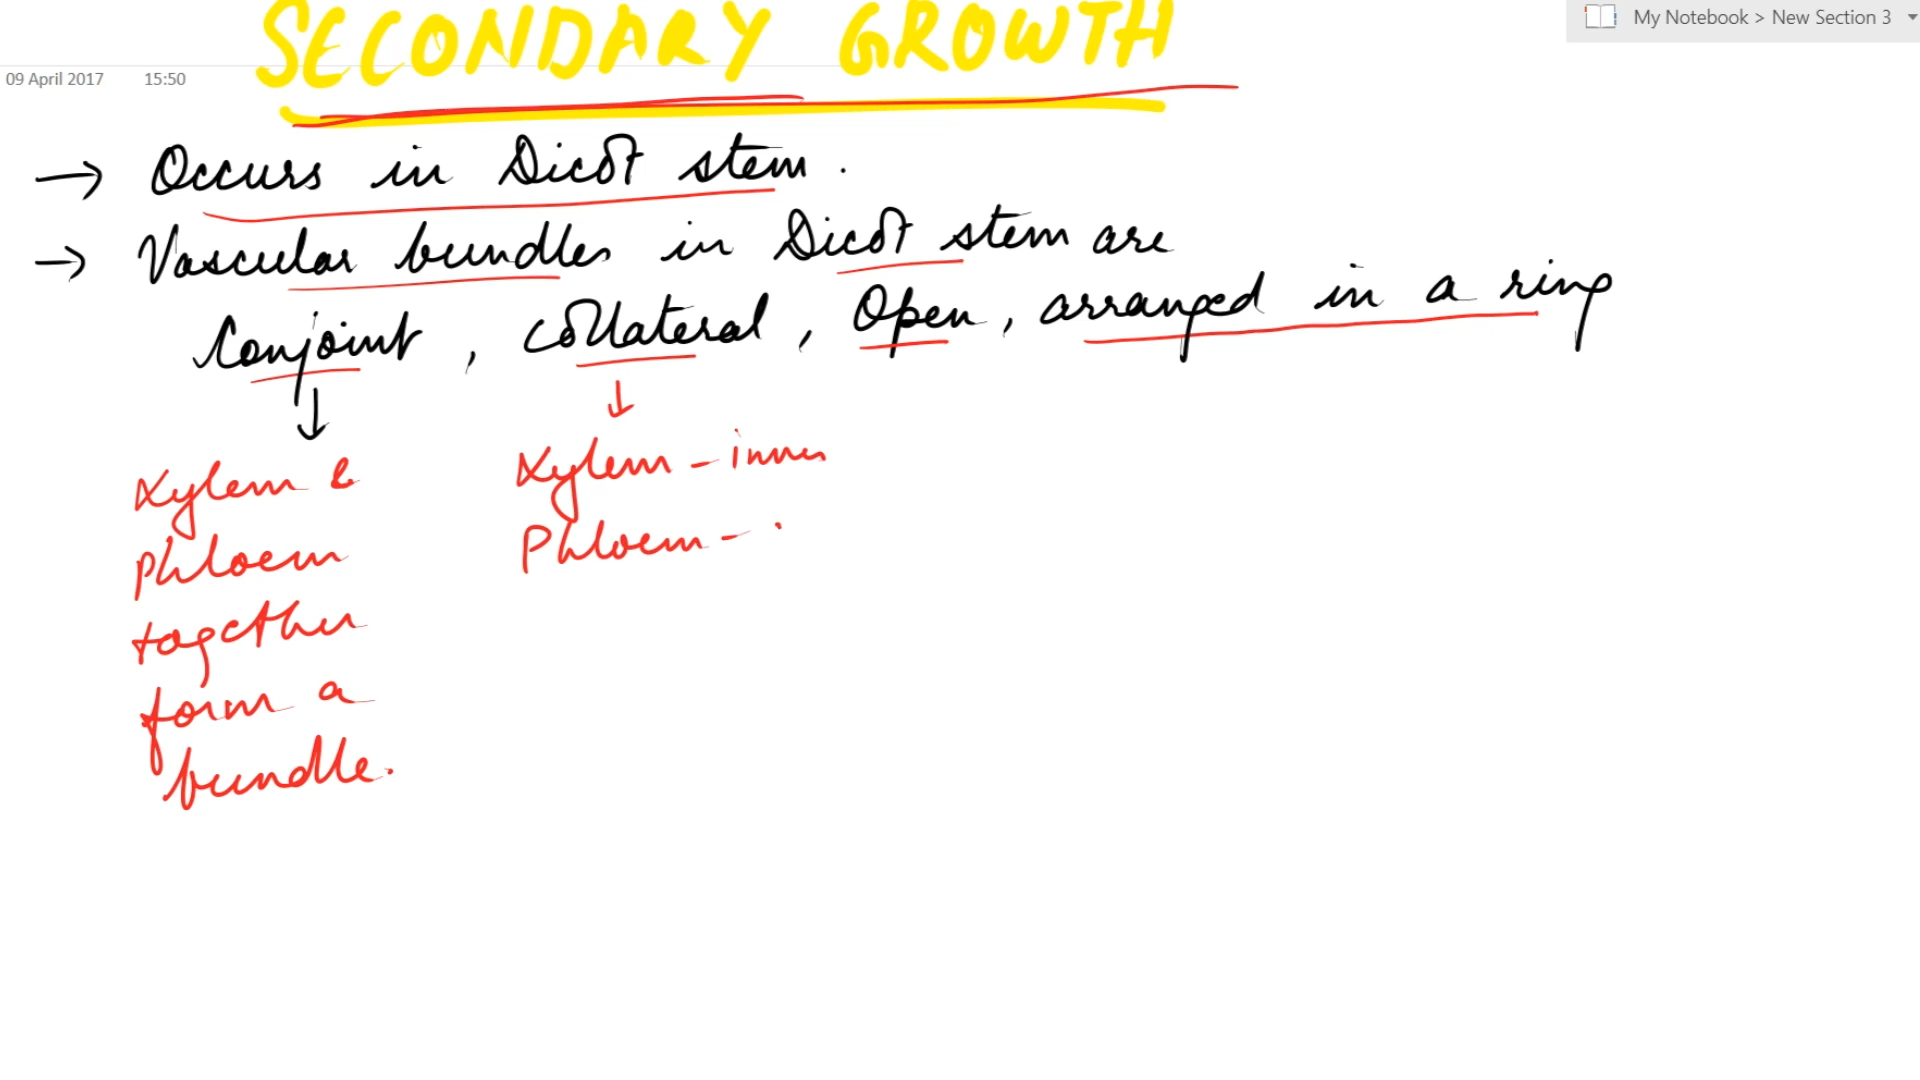 SECONDARY GROWTH
My Notebook > New Section 3
09 April 2017 15:50
→ Occurs in Dicot stem.
→ Vascular bundles in Dicot stem are
Conjoint, Collateral, Open, arranged in a ring
↓ ↓
Xylem & Xylem - inner
Phloem Phloem -
together
form a
bundle.